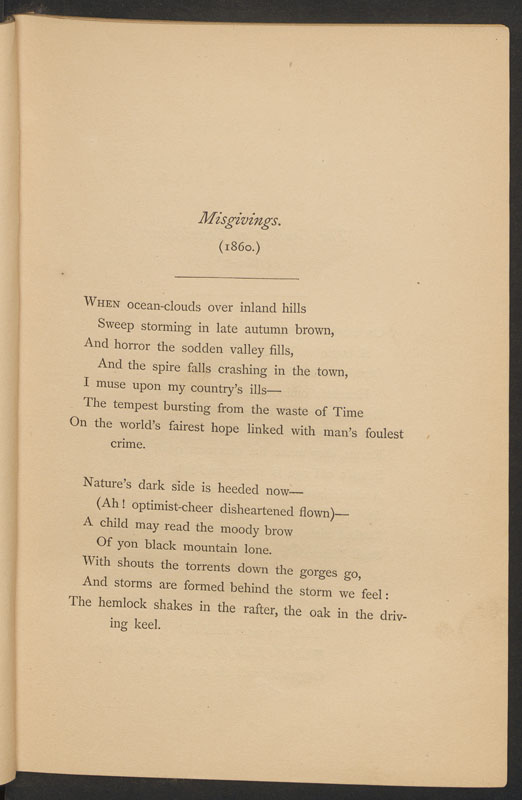 Misgivings.
(1860.)
WHEN ocean-clouds over inland hills
Sweep storming in late autumn brown,
And horror the sodden valley fills,
And the spire falls crashing in the town,
I muse upon my country's ills—
The tempest bursting from the waste of Time
On the world's fairest hope linked with man's foulest
crime.
Nature's dark side is heeded now—
(Ah! optimist-cheer disheartened flown)—
A child may read the moody brow
Of yon black mountain lone.
With shouts the torrents down the gorges go,
And storms are formed behind the storm we feel:
The hemlock shakes in the rafter, the oak in the driv-
ing keel.